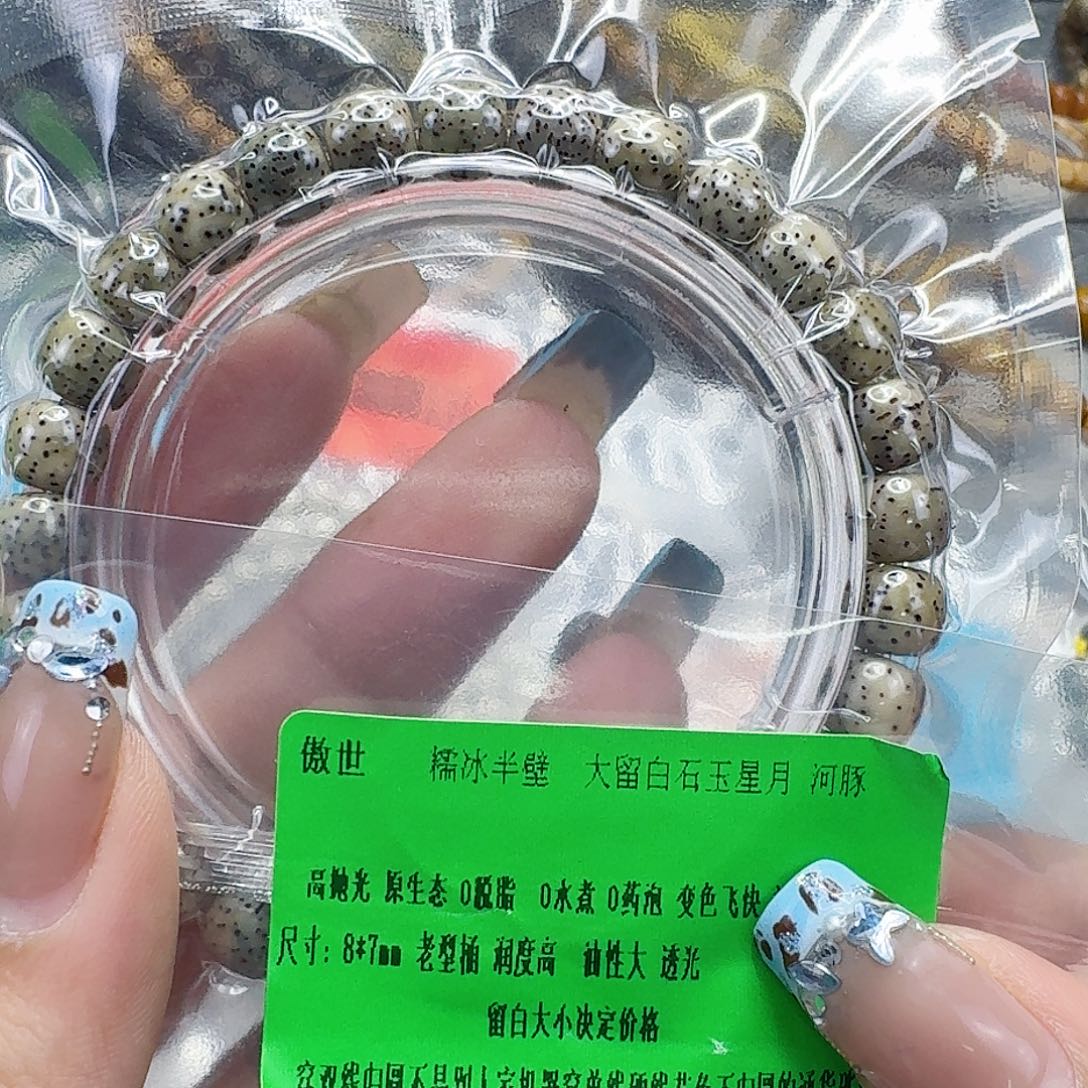 傲世 糯冰半壁 大留白石玉星月 河豚
高抛光 原生态 0脱脂 0水煮 0药泡 变色飞快
尺寸：8*7mm 老型桶 润度高 油性大 透光
留白大小决定价格